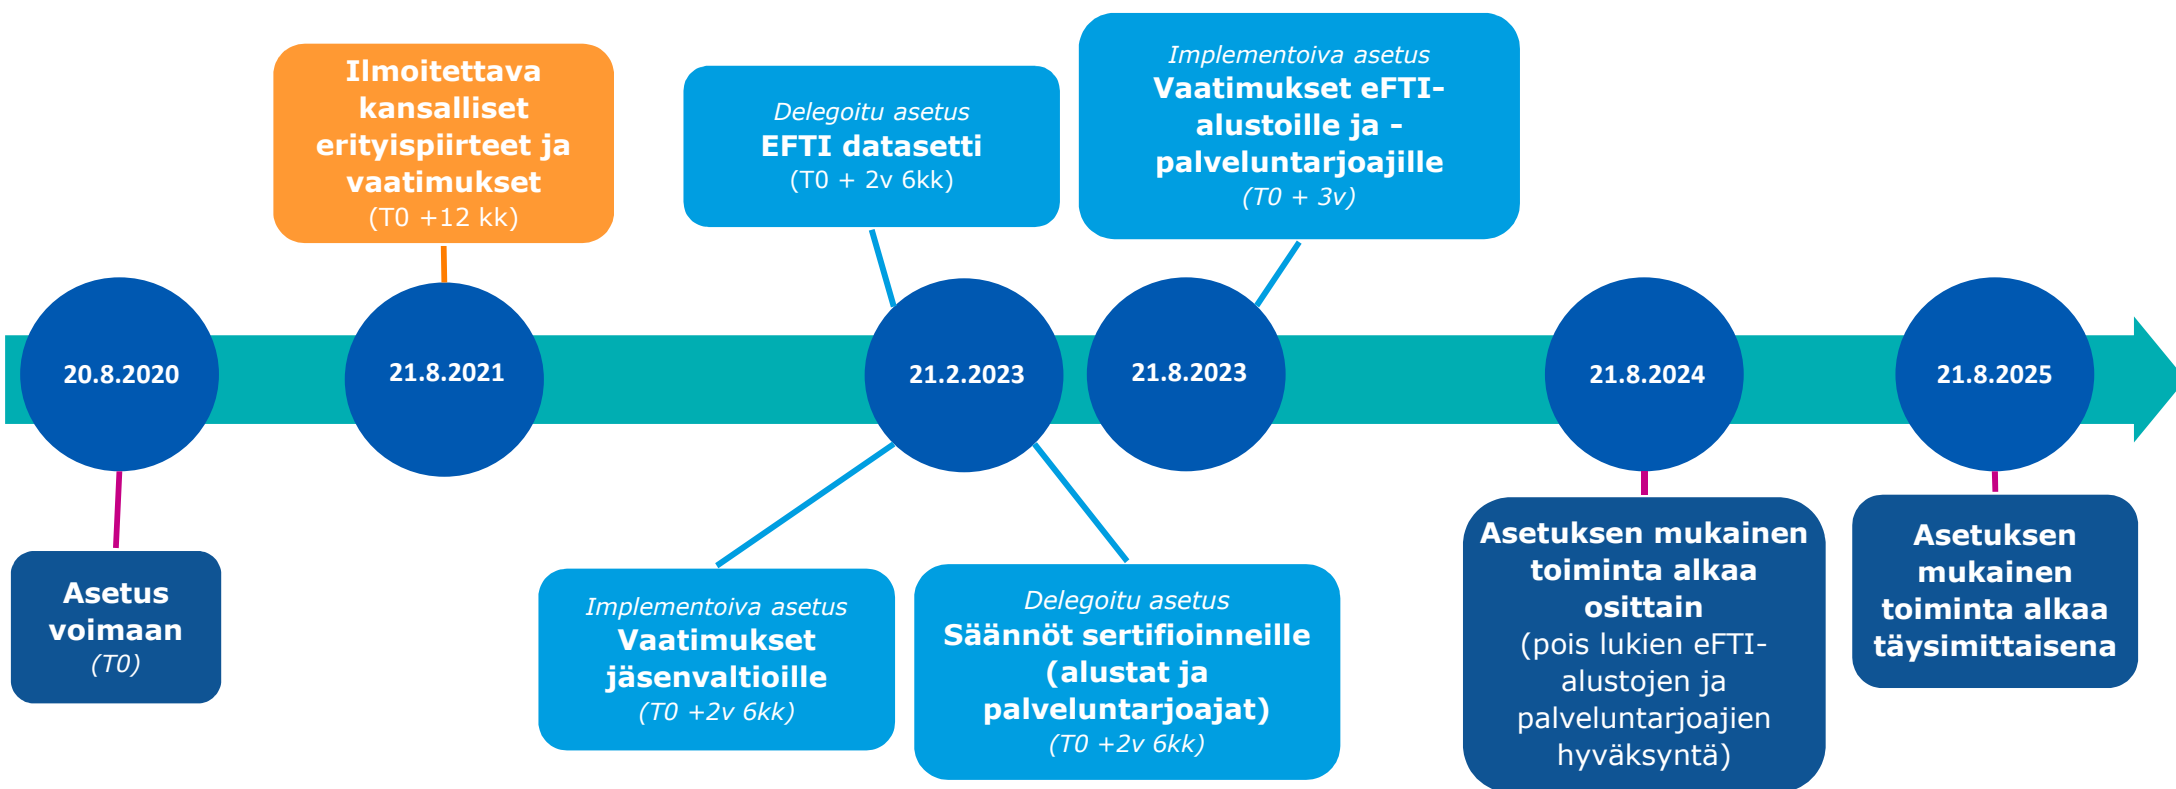 Ilmoitettava
kansalliset
erityispiirteet ja
vaatimukset
(T0 +12 kk)
Delegoitu asetus
EFTI datasetti
(T0 + 2v 6kk)
Implementoiva asetus
Vaatimukset eFTI-
alustoille ja -
palveluntarjoajille
(T0 + 3v)
20.8.2020
21.8.2021
21.2.2023
21.8.2023
21.8.2024
21.8.2025
Asetus
voimaan
(T0)
Implementoiva asetus
Vaatimukset
jäsenvaltioille
(T0 +2v 6kk)
Delegoitu asetus
Säännöt sertifioinneille
(alustat ja
palveluntarjoajat)
(T0 +2v 6kk)
Asetuksen mukainen
toiminta alkaa
osittain
(pois lukien eFTI-
alustojen ja
palveluntarjoajien
hyväksyntä)
Asetuksen
mukainen
toiminta alkaa
täysimittaisena